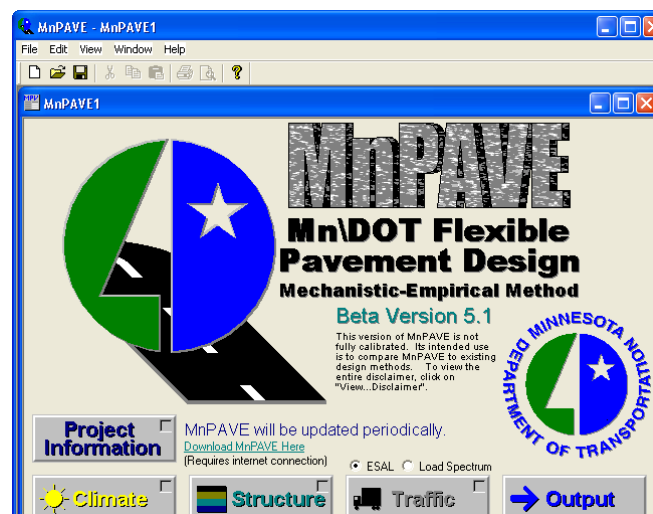 MnPAVE - MnPAVE1
File Edit View Window Help
MnPAVE1
MnPAVE
Mn\DOT Flexible
Pavement Design
Mechanistic-Empirical Method
Beta Version 5.1
This version of MnPAVE is not
fully calibrated. Its intended use
is to compare MnPAVE to existing
design methods. To view the
entire disclaimer, click on
"View...Disclaimer".
MINNESOTA
DEPARTMENT OF TRANSPORTATION
Project
Information
MnPAVE will be updated periodically.
Download MnPAVE Here
(Requires internet connection)
ESAL Load Spectrum
Climate
Structure
Traffic
Output